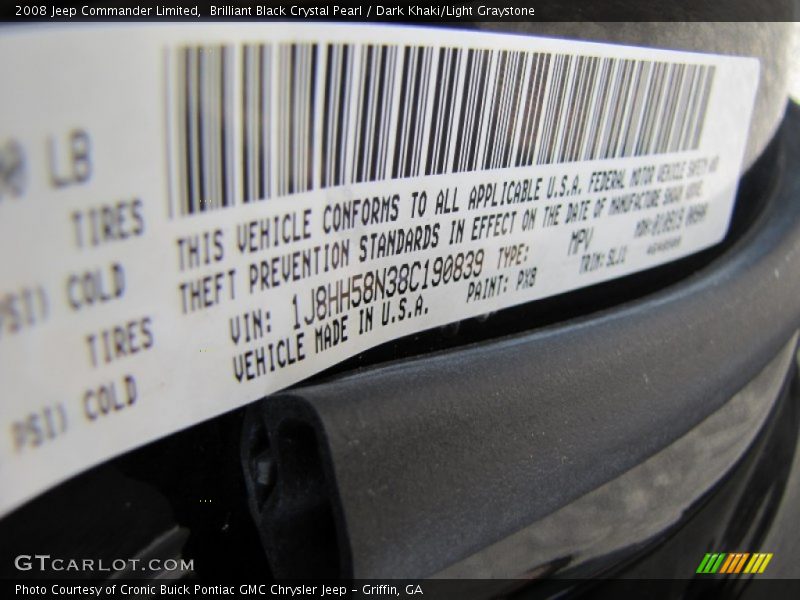 2008 Jeep Commander Limited,  Brilliant Black Crystal Pearl / Dark Khaki/Light Graystone
LB
TIRES
PSI) COLD
TIRES
PSI) COLD
THIS VEHICLE CONFORMS TO ALL APPLICABLE U.S.A. FEDERAL MOTOR VEHICLE SAFETY AND
THEFT PREVENTION STANDARDS IN EFFECT ON THE DATE OF MANUFACTURE SHOWN ABOVE.
VIN: 1J8HH58N38C190839 TYPE: MPV
VEHICLE MADE IN U.S.A. PAINT: PXB TRIM: SL11
GTCARLOT.COM
Photo Courtesy of Cronic Buick Pontiac GMC Chrysler Jeep – Griffin, GA